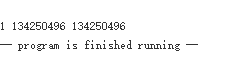 1 134250496 134250496
— program is finished running —